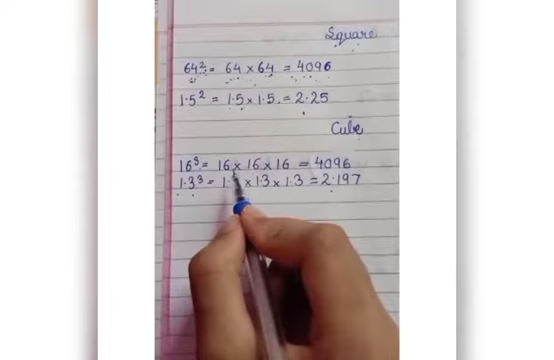 Square
64² = 64 × 64 = 4096
1.5² = 1.5 × 1.5 = 2.25
Cube
16³ = 16 × 16 × 16 = 4096
1.3³ = 1. × 1.3 × 1.3 = 2.197